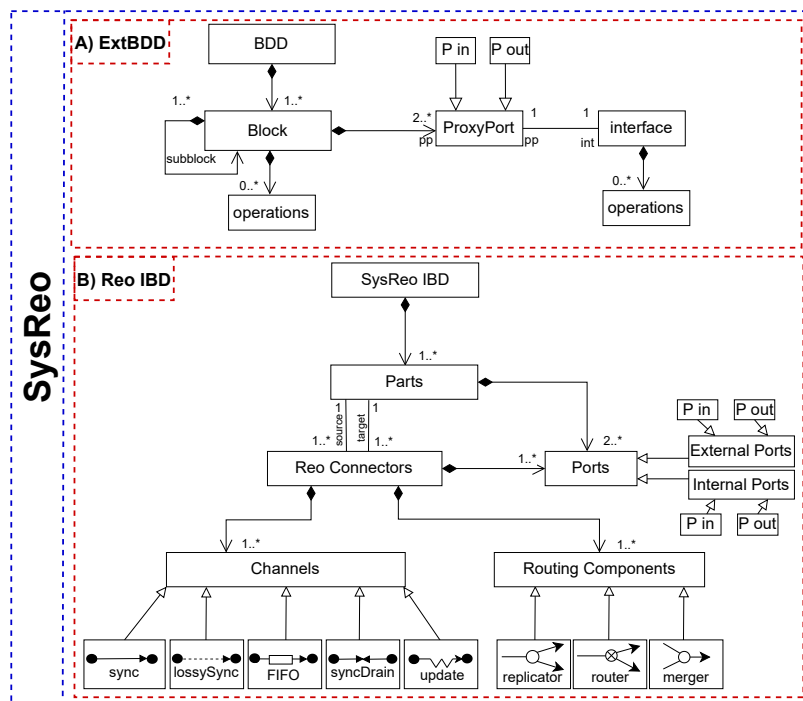 SysReo
A) ExtBDD
BDD
P in
P out
1..*
1..*
Block
2..*
pp
ProxyPort
1
pp
1
int
interface
subblock
0..*
operations
0..*
operations
B) Reo IBD
SysReo IBD
1..*
Parts
source
1
target
1
1..*
1..*
P in
P out
2..*
External Ports
Reo Connectors
1..*
Ports
Internal Ports
P in
P out
1..*
Channels
1..*
Routing Components
sync
lossySync
FIFO
syncDrain
update
replicator
router
merger